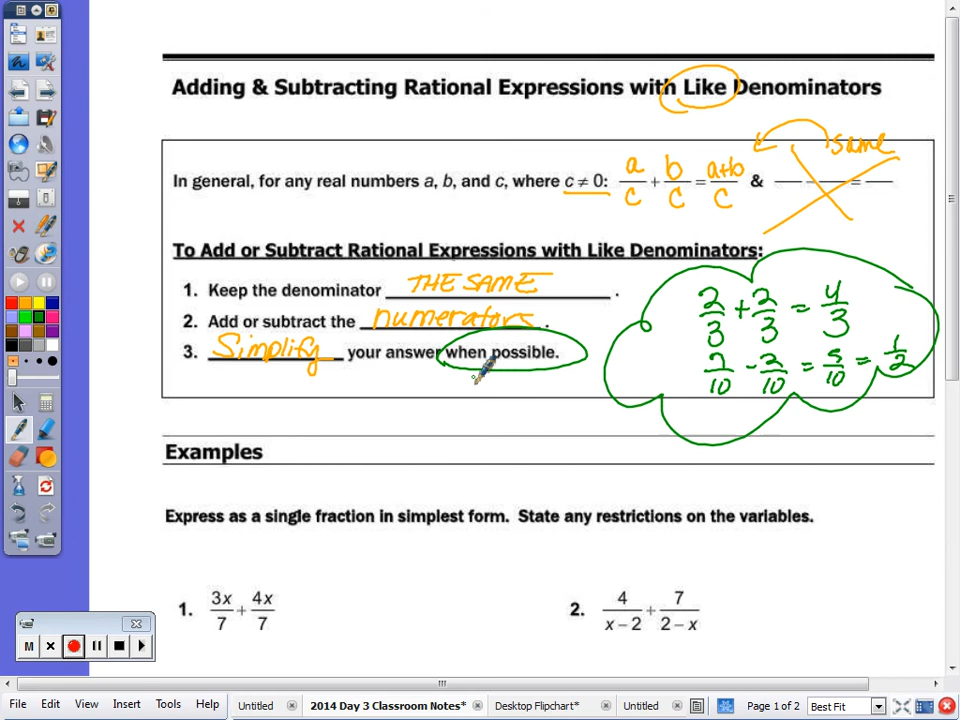 Adding & Subtracting Rational Expressions with Like Denominators
same
In general, for any real numbers a, b, and c, where c ≠ 0: a/c + b/c = a+b/c & __ __ = __
To Add or Subtract Rational Expressions with Like Denominators:
1. Keep the denominator THE SAME .
2. Add or subtract the numerators .
3. Simplify your answer when possible.
2/3 + 2/3 = 4/3
7/10 - 2/10 = 5/10 = 1/2
Examples
Express as a single fraction in simplest form. State any restrictions on the variables.
1. 3x/7 + 4x/7
2. 4/x − 2 + 7/2 − x
M
File Edit View Insert Tools Help Untitled 2014 Day 3 Classroom Notes* Desktop Flipchart* Untitled Page 1 of 2 Best Fit